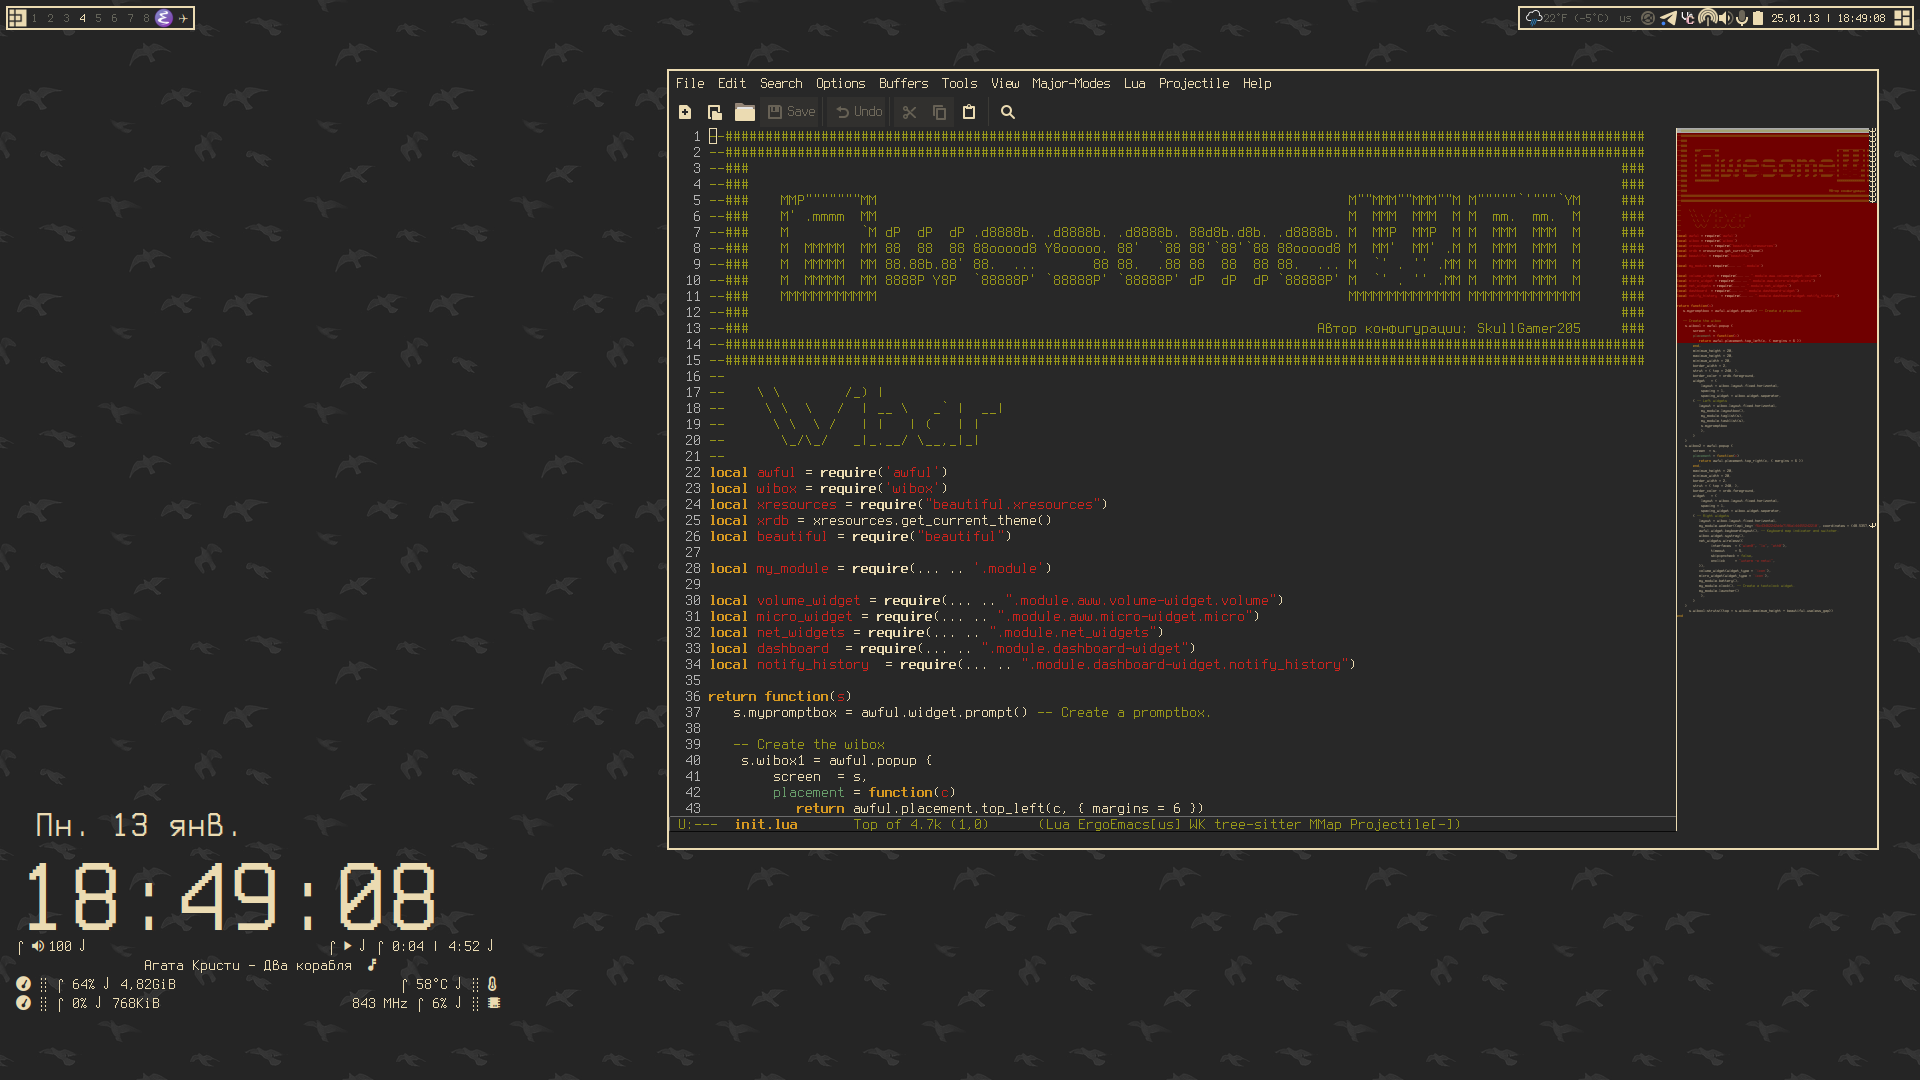 1 2 3 4 5 6 7 8
22°F (-5°C) us 25.01.13 | 18:49:08
File Edit Search Options Buffers Tools View Major-Modes Lua Projectile Help
Save Undo
1 --###################################################################################################################
2 --###################################################################################################################
3 --### ###
4 --### ###
5 --### MMP"""""""MM M""MMM""MMM""M M"""""`'"""`YM ###
6 --### M' .mmmm MM M MMM MMM M M mm. mm. M ###
7 --### M `M dP dP dP .d8888b. .d8888b. .d8888b. 88d8b.d8b. .d8888b. M MMP MMP M M MMM MMM M ###
8 --### M MMMMM MM 88 88 88 88ooood8 Y8ooooo. 88' `88 88'`88'`88 88ooood8 M MM' MM' .M M MMM MMM M ###
9 --### M MMMMM MM 88.88b.88' 88. ... 88 88. .88 88 88 88 88. ... M `' . '' .MM M MMM MMM M ###
10 --### M MMMMM MM 8888P Y8P `88888P' `88888P' `88888P' dP dP dP `88888P' M `' . '' .MM M MMM MMM M ###
11 --### MMMMMMMMMMMM MMMMMMMMMMMMMM MMMMMMMMMMMMMM ###
12 --### ###
13 --### Автор конфигурации: SkullGamer205 ###
14 --###################################################################################################################
15 --###################################################################################################################
16 --
17 -- \ \ /_) |
18 -- \ \ \ / | __ \ _` | __|
19 -- \ \ \ / | | | ( | |
20 -- \_/\_/ _|_.__/ \__,_|_|
21 --
22 local awful = require('awful')
23 local wibox = require('wibox')
24 local xresources = require("beautiful.xresources")
25 local xrdb = xresources.get_current_theme()
26 local beautiful = require("beautiful")
27
28 local my_module = require(... .. '.module')
29
30 local volume_widget = require(... .. ".module.aww.volume-widget.volume")
31 local micro_widget = require(... .. ".module.aww.micro-widget.micro")
32 local net_widgets = require(... .. ".module.net_widgets")
33 local dashboard = require(... .. ".module.dashboard-widget")
34 local notify_history = require(... .. ".module.dashboard-widget.notify_history")
35
36 return function(s)
37 s.mypromptbox = awful.widget.prompt() -- Create a promptbox.
38
39 -- Create the wibox
40 s.wibox1 = awful.popup {
41 screen = s,
42 placement = function(c)
43 return awful.placement.top_left(c, { margins = 6 })
U:--- init.lua Top of 4.7k (1,0) (Lua ErgoEmacs[us] WK tree-sitter MMap Projectile[-])
Пн. 13 янв.
18:49:08
100 0:04 | 4:52
Агата Кристи - Два корабля
64% 4,82GiB 58°C
0% 768KiB 843 MHz 6%